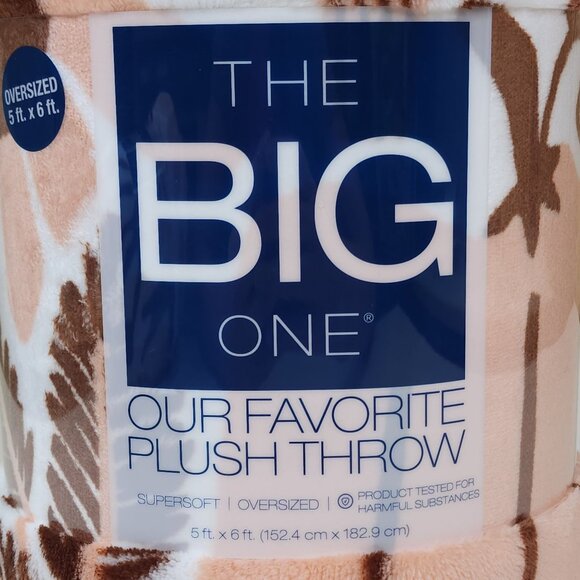 OVERSIZED
5 ft. x 6 ft.
THE
BIG
ONE®
OUR FAVORITE
PLUSH THROW
SUPERSOFT | OVERSIZED | PRODUCT TESTED FOR
HARMFUL SUBSTANCES
5 ft. x 6 ft. (152.4 cm x 182.9 cm)